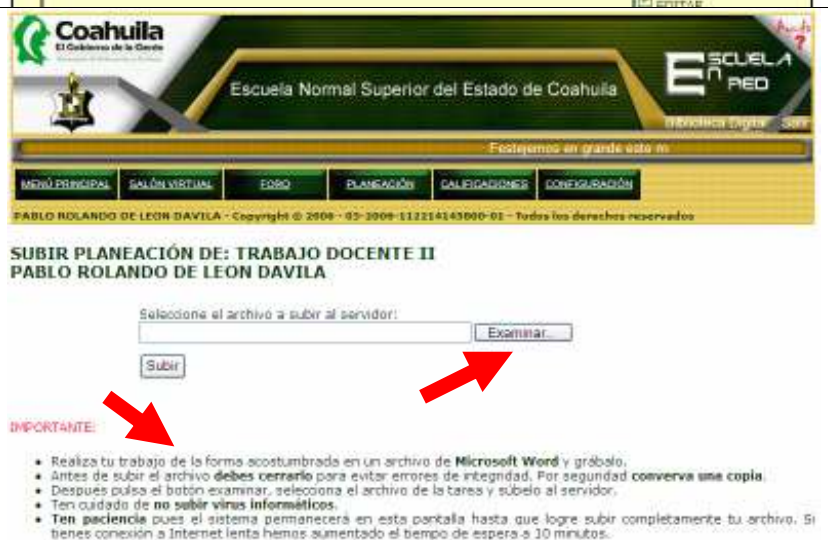 EDITAR
Coahuila
El Gobierno de la Gente
Ayuda
?
Escuela Normal Superior del Estado de Coahuila
ESCUELA
EN RED
Biblioteca Digital Salir
Festejemos en grande este m
MENÚ PRINCIPAL SALÓN VIRTUAL FORO PLANEACIÓN CALIFICACIONES CONFIGURACIÓN
PABLO ROLANDO DE LEON DAVILA - Copyright © 2006 - 03-2006-112214143800-01 - Todos los derechos reservados
SUBIR PLANEACIÓN DE: TRABAJO DOCENTE II
PABLO ROLANDO DE LEON DAVILA
Seleccione el archivo a subir al servidor:
Examinar...
Subir
IMPORTANTE:
• Realiza tu trabajo de la forma acostumbrada en un archivo de Microsoft Word y grábalo.
• Antes de subir el archivo debes cerrarlo para evitar errores de integridad. Por seguridad converva una copia.
• Después pulsa el botón examinar, selecciona el archivo de la tarea y súbelo al servidor.
• Ten cuidado de no subir virus informáticos.
• Ten paciencia pues el sistema permanecerá en esta pantalla hasta que logre subir completamente tu archivo. Si
tienes conexión a Internet lenta hemos aumentado el tiempo de espera a 10 minutos.